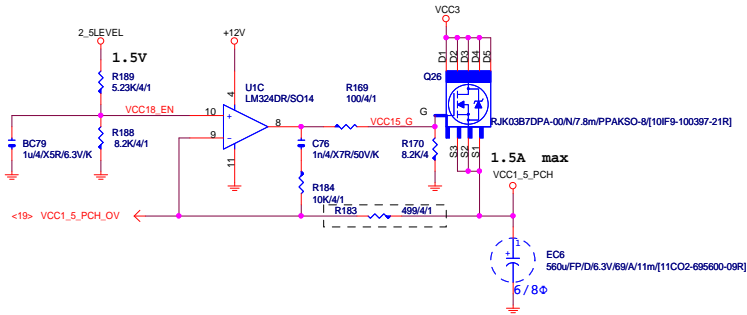 VCC3
2_5LEVEL
+12V
1.5V
D1
D2
D3
D4
D5
Q26
R189
5.23K/4/1
U1C
LM324DR/SO14
4
R169
100/4/1
VCC18_EN
10
+
9
-
8
VCC15_G
G
RJK03B7DPA-00/N/7.8m/PPAKSO-8/[10IF9-100397-21R]
R188
8.2K/4/1
BC79
1u/4/X5R/6.3V/K
11
C76
1n/4/X7R/50V/K
R170
8.2K/4
S3
S2
S1
1.5A max
VCC1_5_PCH
R184
10K/4/1
<19> VCC1_5_PCH_OV
R183
499/4/1
1
+
EC6
560u/FP/D/6.3V/69/A/11m/[11CO2-695600-09R]
6/8Φ